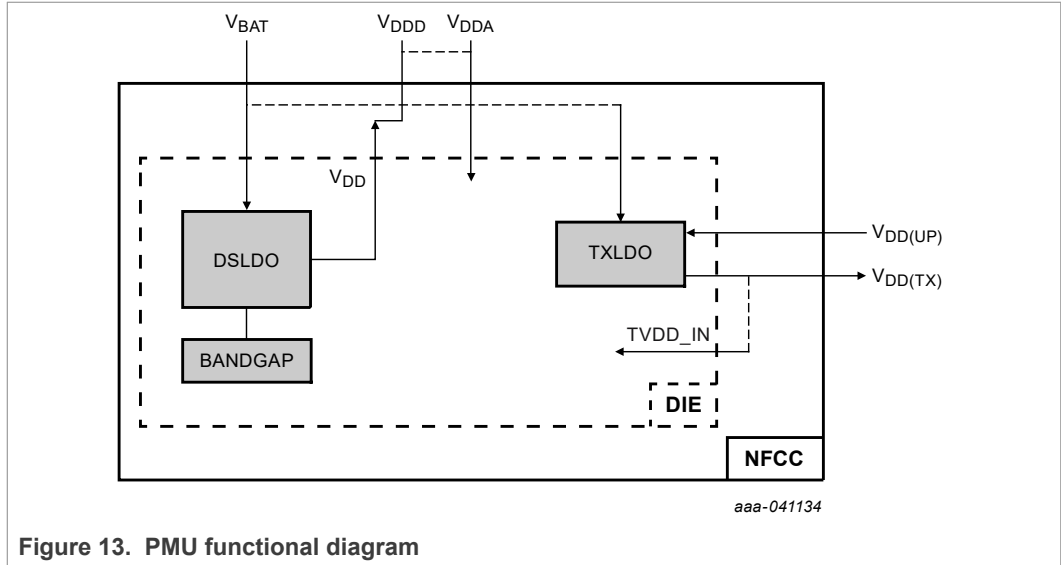 VBAT VDDD VDDA
VDD
DSLDO
TXLDO
VDD(UP)
VDD(TX)
TVDD_IN
BANDGAP
DIE
NFCC
aaa-041134
Figure 13. PMU functional diagram